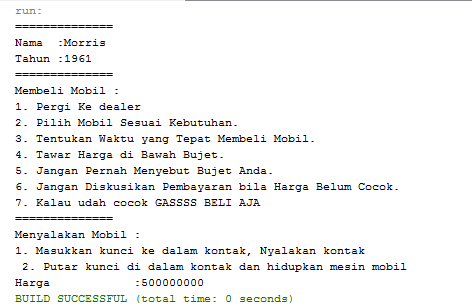 run:
==============
Nama  :Morris
Tahun :1961
==============
Membeli Mobil :
1. Pergi Ke dealer
2. Pilih Mobil Sesuai Kebutuhan.
3. Tentukan Waktu yang Tepat Membeli Mobil.
4. Tawar Harga di Bawah Bujet.
5. Jangan Pernah Menyebut Bujet Anda.
6. Jangan Diskusikan Pembayaran bila Harga Belum Cocok.
7. Kalau udah cocok GASSSS BELI AJA
==============
Menyalakan Mobil :
1. Masukkan kunci ke dalam kontak, Nyalakan kontak
 2. Putar kunci di dalam kontak dan hidupkan mesin mobil
Harga            :500000000
BUILD SUCCESSFUL (total time: 0 seconds)